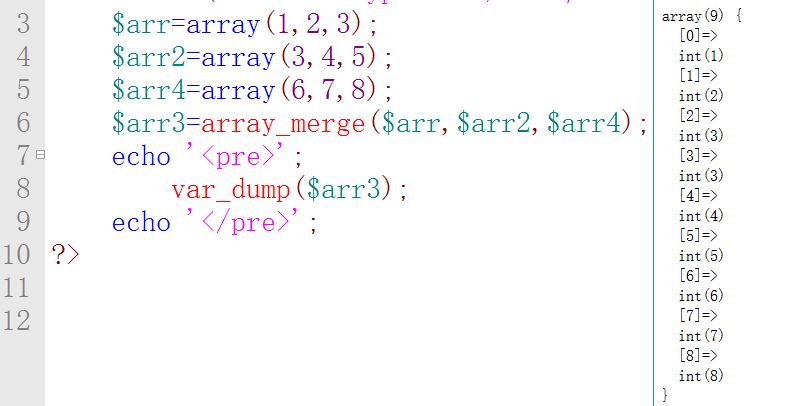 3 $arr=array(1,2,3);
4 $arr2=array(3,4,5);
5 $arr4=array(6,7,8);
6 $arr3=array_merge($arr,$arr2,$arr4);
7 echo '<pre>';
8 var_dump($arr3);
9 echo '</pre>';
10 ?>
11
12
array(9) {
[0]=>
int(1)
[1]=>
int(2)
[2]=>
int(3)
[3]=>
int(3)
[4]=>
int(4)
[5]=>
int(5)
[6]=>
int(6)
[7]=>
int(7)
[8]=>
int(8)
}